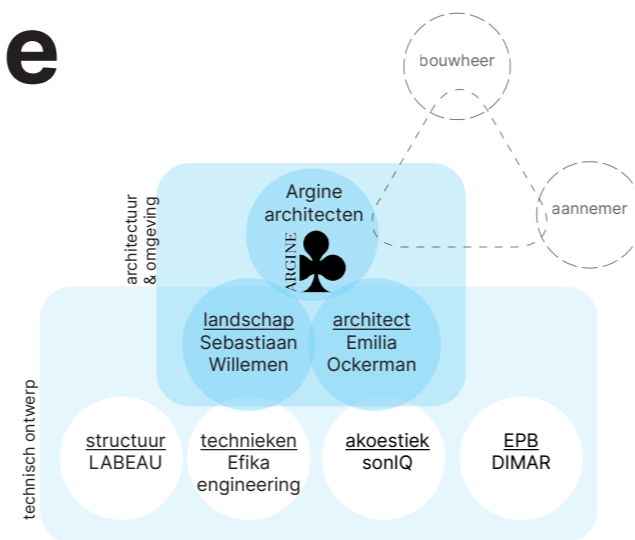 e
bouwheer
aannemer
architectuur
& omgeving
Argine
architecten
ARGINE
landschap
Sebastiaan
Willemen
architect
Emilia
Ockerman
technisch ontwerp
structuur
LABEAU
technieken
Efika
engineering
akoestiek
sonIQ
EPB
DIMAR